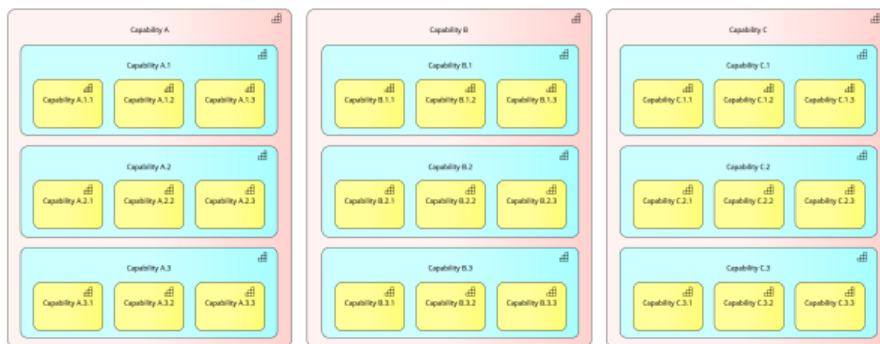 Capability A
Capability A.1
Capability A.1.1
Capability A.1.2
Capability A.1.3
Capability A.2
Capability A.2.1
Capability A.2.2
Capability A.2.3
Capability A.3
Capability A.3.1
Capability A.3.2
Capability A.3.3
Capability B
Capability B.1
Capability B.1.1
Capability B.1.2
Capability B.1.3
Capability B.2
Capability B.2.1
Capability B.2.2
Capability B.2.3
Capability B.3
Capability B.3.1
Capability B.3.2
Capability B.3.3
Capability C
Capability C.1
Capability C.1.1
Capability C.1.2
Capability C.1.3
Capability C.2
Capability C.2.1
Capability C.2.2
Capability C.2.3
Capability C.3
Capability C.3.1
Capability C.3.2
Capability C.3.3